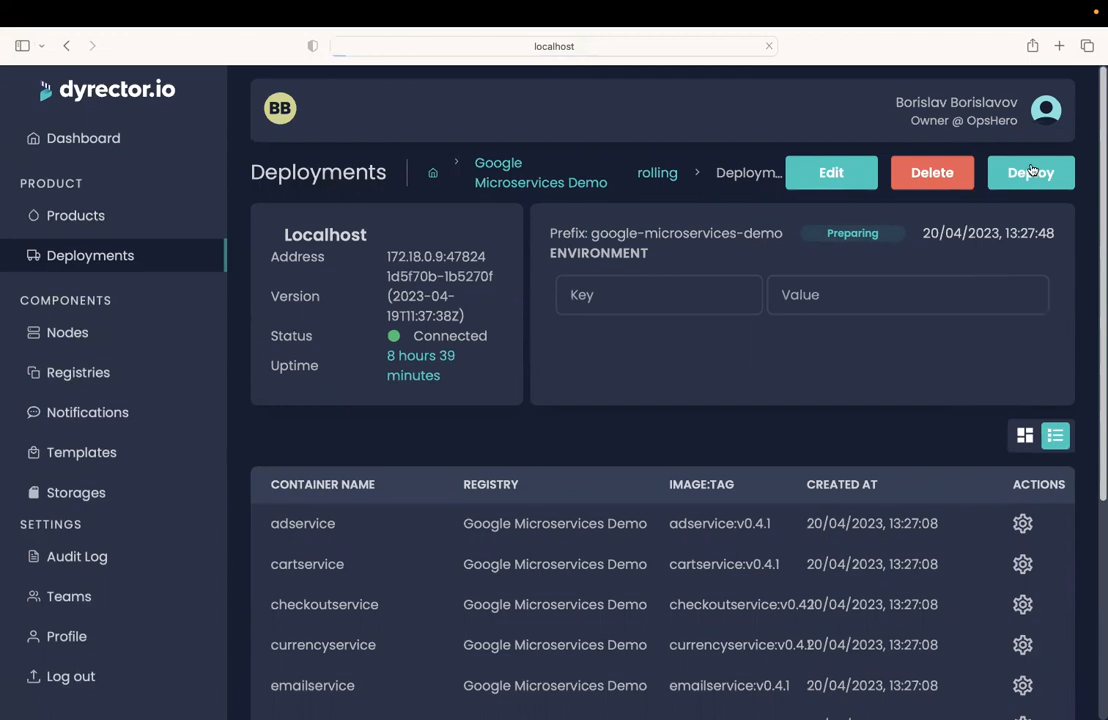 localhost
dyrector.io
Dashboard
PRODUCT
Products
Deployments
COMPONENTS
Nodes
Registries
Notifications
Templates
Storages
SETTINGS
Audit Log
Teams
Profile
Log out
BB
Borislav Borislavov
Owner @ OpsHero
Deployments
Google
Microservices Demo
rolling
Deploym...
Edit
Delete
Deploy
Localhost
Address 172.18.0.9:47824
Version 1d5f70b-1b5270f
(2023-04-
19T11:37:38Z)
Status Connected
Uptime 8 hours 39
minutes
Prefix: google-microservices-demo Preparing 20/04/2023, 13:27:48
ENVIRONMENT
Key Value
CONTAINER NAME REGISTRY IMAGE:TAG CREATED AT ACTIONS
adservice Google Microservices Demo adservice:v0.4.1 20/04/2023, 13:27:08
cartservice Google Microservices Demo cartservice:v0.4.1 20/04/2023, 13:27:08
checkoutservice Google Microservices Demo checkoutservice:v0.4. 20/04/2023, 13:27:08
currencyservice Google Microservices Demo currencyservice:v0.4. 20/04/2023, 13:27:08
emailservice Google Microservices Demo emailservice:v0.4.1 20/04/2023, 13:27:08